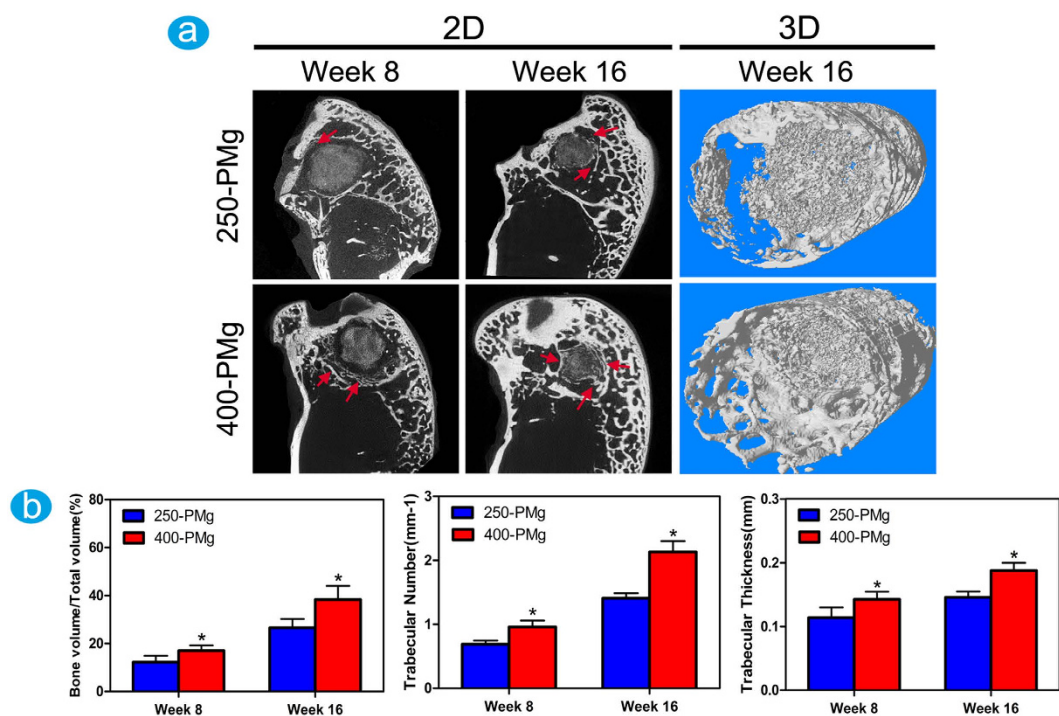 a
2D
3D
Week 8
Week 16
Week 16
250-PMg
400-PMg
b
Bone volume/Total volume(%)
80
60
40
20
0
250-PMg
400-PMg
*
*
Week 8
Week 16
Trabecular Number(mm-1)
3
2
1
0
250-PMg
400-PMg
*
*
Week 8
Week 16
Trabecular Thickness(mm)
0.3
0.2
0.1
0.0
250-PMg
400-PMg
*
*
Week 8
Week 16